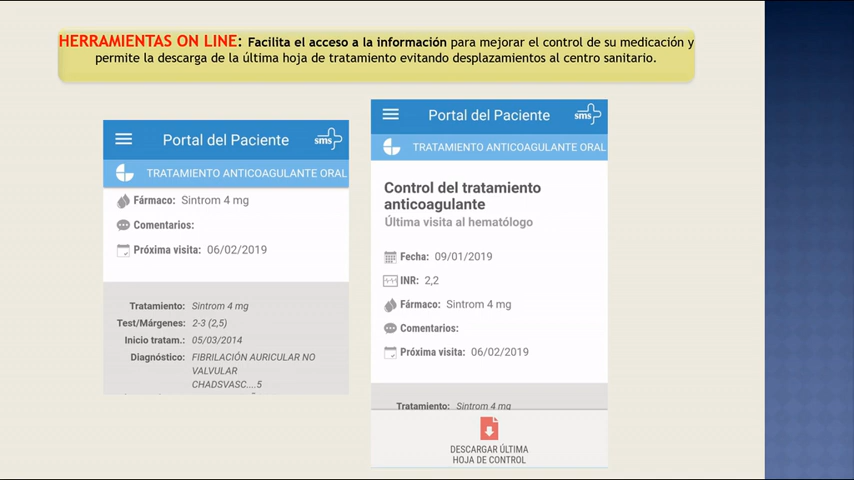 HERRAMIENTAS ON LINE: Facilita el acceso a la información para mejorar el control de su medicación y
permite la descarga de la última hoja de tratamiento evitando desplazamientos al centro sanitario.
Portal del Paciente
sms
TRATAMIENTO ANTICOAGULANTE ORAL
Fármaco: Sintrom 4 mg
Comentarios:
Próxima visita: 06/02/2019
Tratamiento: Sintrom 4 mg
Test/Márgenes: 2-3 (2,5)
Inicio tratam.: 05/03/2014
Diagnóstico: FIBRILACIÓN AURICULAR NO
VALVULAR
CHADSVASC....5
Portal del Paciente
sms
TRATAMIENTO ANTICOAGULANTE ORAL
Control del tratamiento
anticoagulante
Última visita al hematólogo
Fecha: 09/01/2019
INR: 2,2
Fármaco: Sintrom 4 mg
Comentarios:
Próxima visita: 06/02/2019
Tratamiento: Sintrom 4 mg
DESCARGAR ÚLTIMA
HOJA DE CONTROL